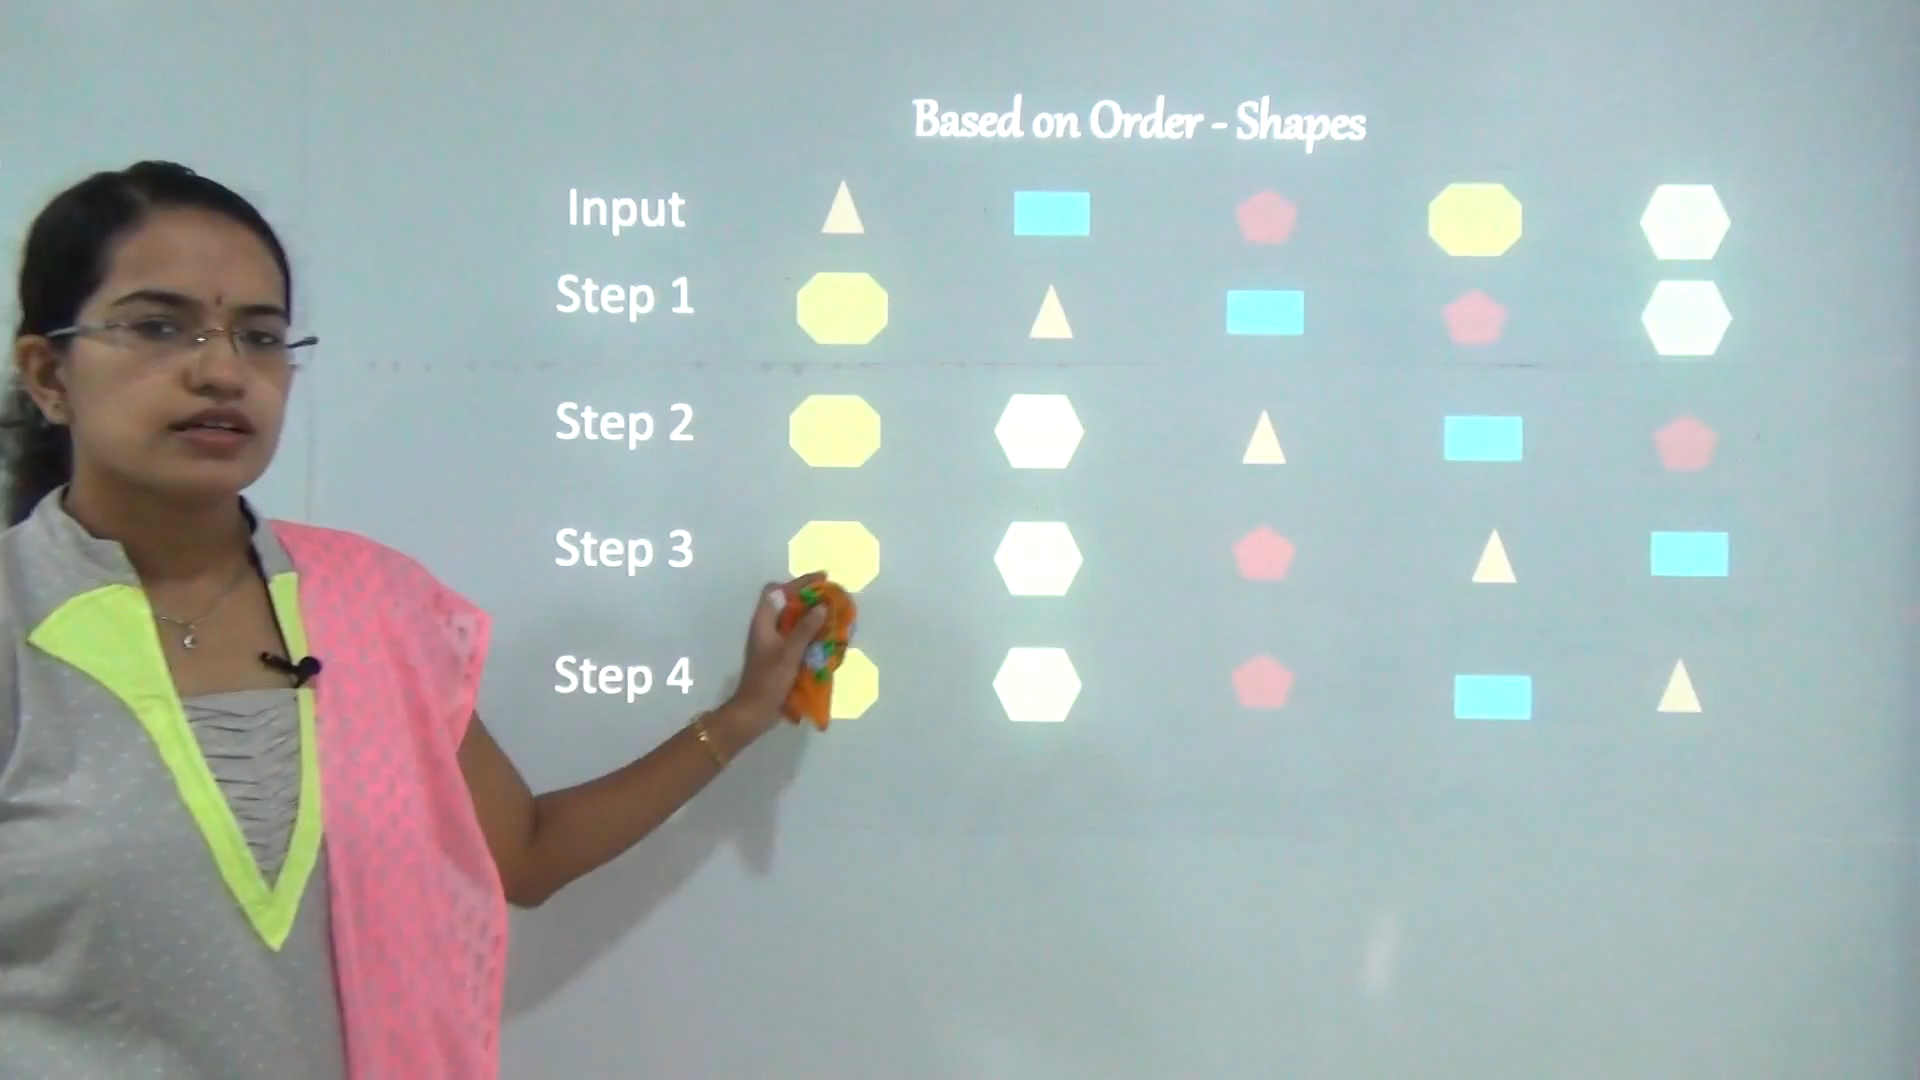 Based on Order - Shapes
Input
Step 1
Step 2
Step 3
Step 4